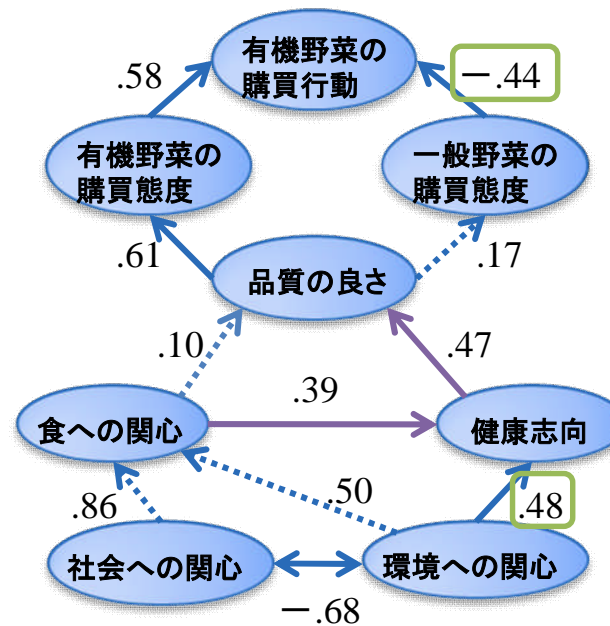 有機野菜の
購買行動
.58
－.44
有機野菜の
購買態度
一般野菜の
購買態度
.61
.17
品質の良さ
.10
.47
.39
食への関心
健康志向
.86
.50
.48
社会への関心
環境への関心
－.68